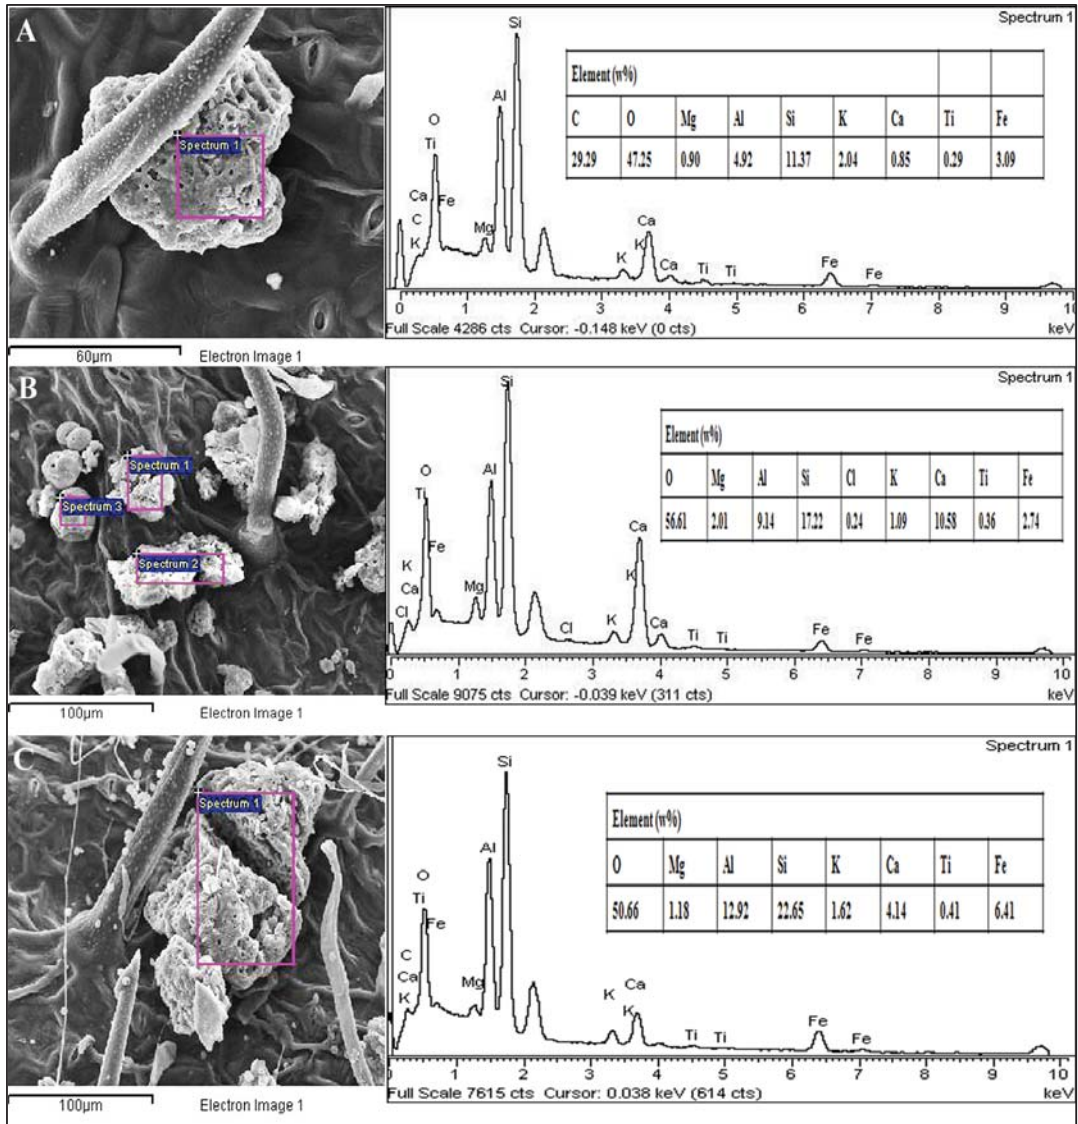 A
Spectrum 1
60µm
Electron Image 1
Spectrum 1
Si
Al
O
Ti
Ca
Fe
C
K
Mg
Ca
K
K
Ca
Ti
Ti
Fe
Fe
Element (w%)
C O Mg Al Si K Ca Ti Fe
29.29 47.25 0.90 4.92 11.37 2.04 0.85 0.29 3.09
0 1 2 3 4 5 6 7 8 9 10
Full Scale 4286 cts Cursor: -0.148 keV (0 cts)
keV
B
Spectrum 1
Spectrum 3
Spectrum 2
100µm
Electron Image 1
Spectrum 1
Si
Al
O
Ti
Fe
K
Ca
Cl
Mg
Cl
Ca
K
K
Ca
Ti
Ti
Fe
Fe
Element (w%)
O Mg Al Si Cl K Ca Ti Fe
56.61 2.01 9.14 17.22 0.24 1.09 10.58 0.36 2.74
0 1 2 3 4 5 6 7 8 9 10
Full Scale 9075 cts Cursor: -0.039 keV (311 cts)
keV
C
Spectrum 1
100µm
Electron Image 1
Spectrum 1
Si
Al
O
Ti
Fe
C
Ca
K
Mg
K
Ca
K
Ti
Ti
Fe
Fe
Element (w%)
O Mg Al Si K Ca Ti Fe
50.66 1.18 12.92 22.65 1.62 4.14 0.41 6.41
1 2 3 4 5 6 7 8 9 10
Full Scale 7615 cts Cursor: 0.038 keV (614 cts)
keV